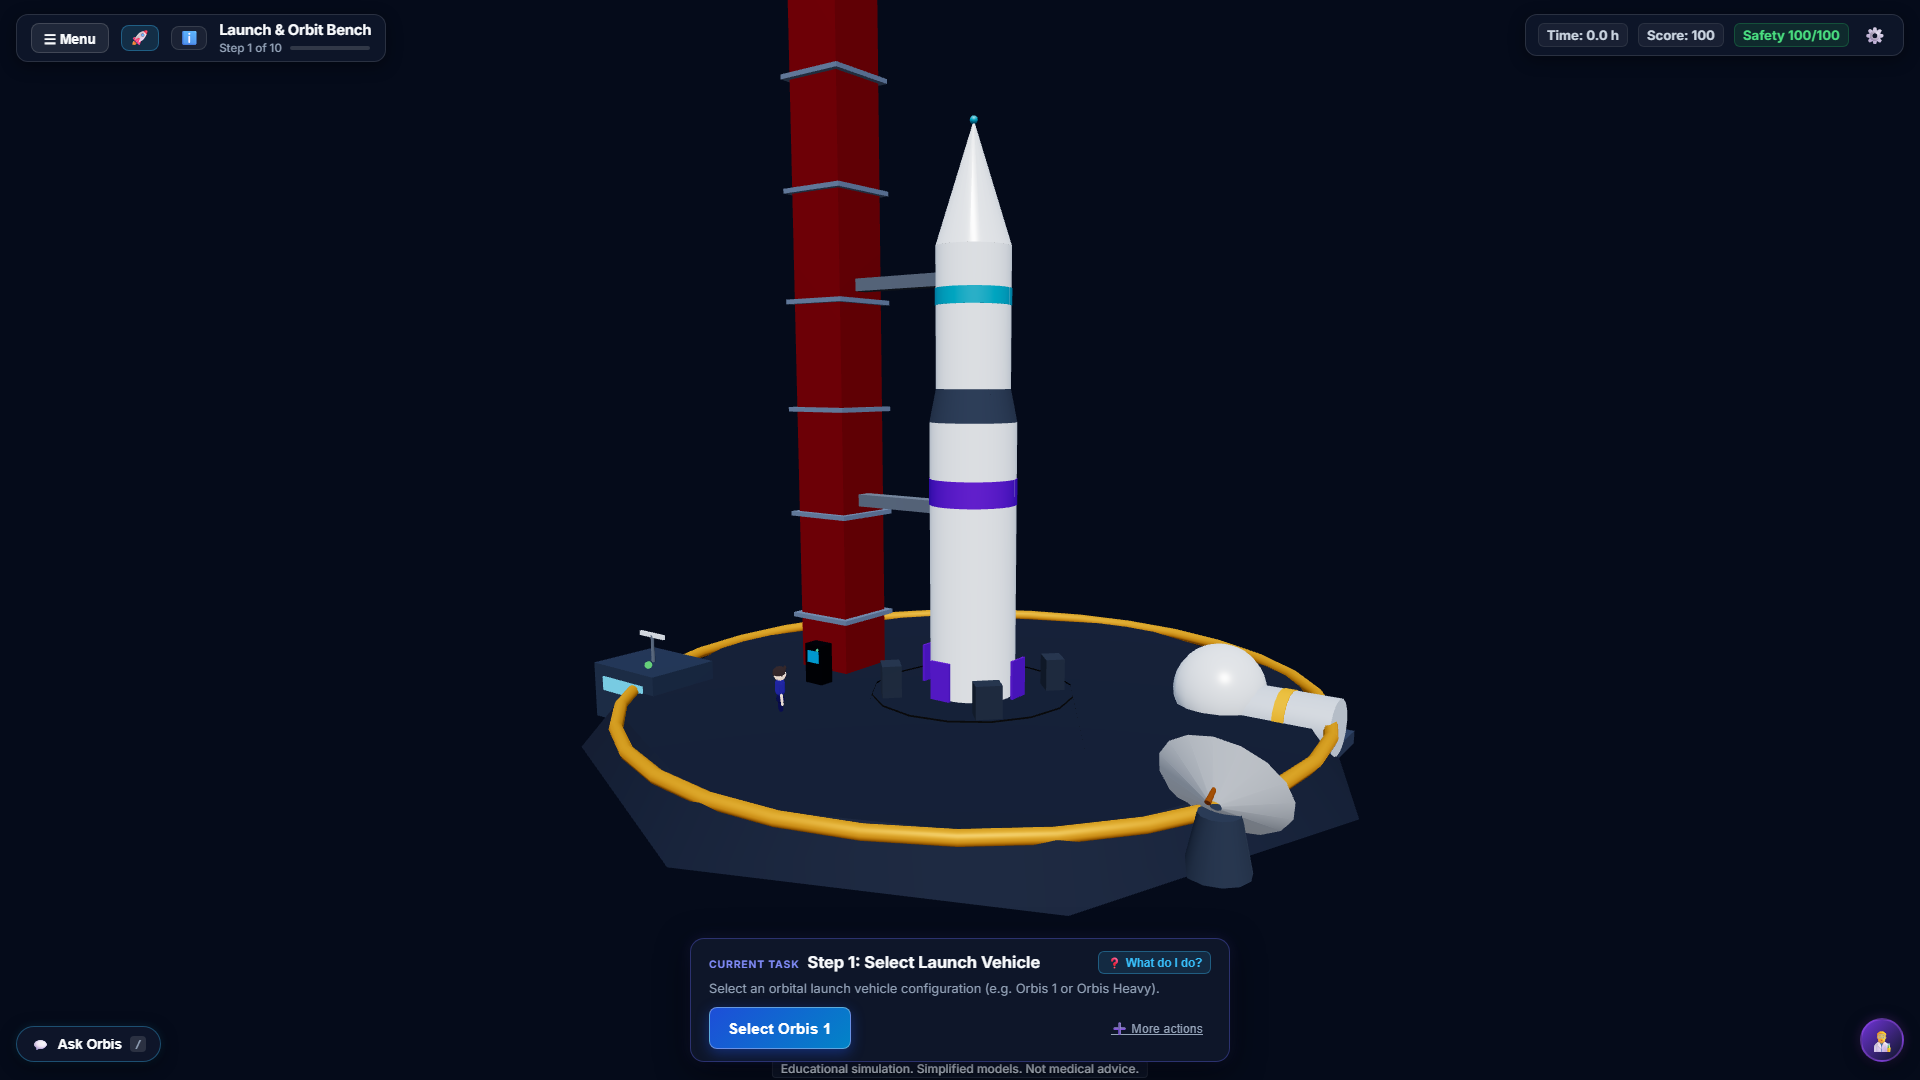 ☰ Menu
Launch & Orbit Bench
Step 1 of 10
Time: 0.0 h
Score: 100
Safety 100/100
CURRENT TASK Step 1: Select Launch Vehicle
❓ What do I do?
Select an orbital launch vehicle configuration (e.g. Orbis 1 or Orbis Heavy).
Select Orbis 1
➕ More actions
Ask Orbis /
Educational simulation. Simplified models. Not medical advice.